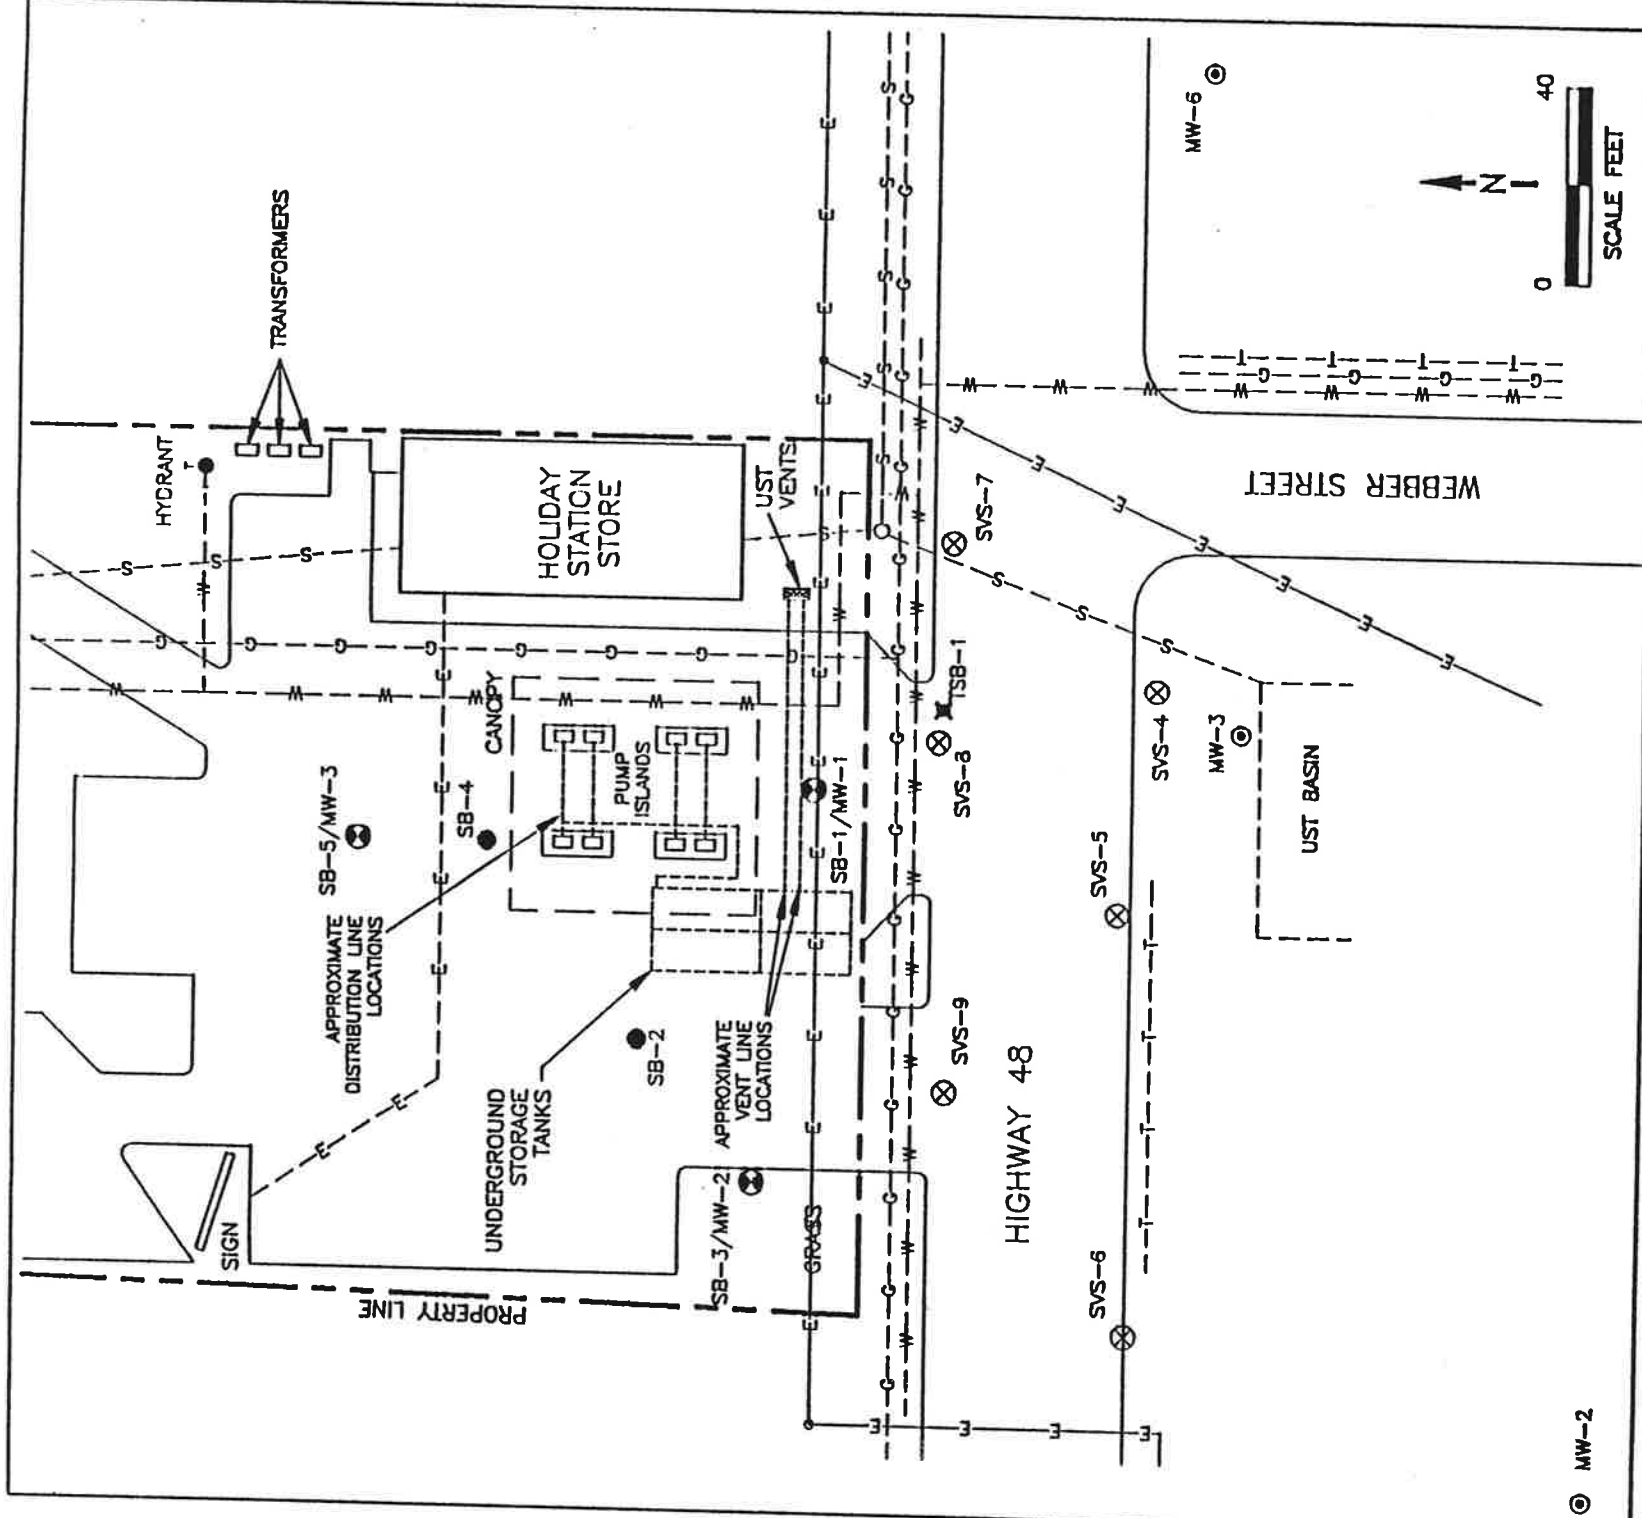 TRANSFORMERS
HYDRANT
HOLIDAY
STATION
STORE
UST
VENTS
CANOPY
PUMP
ISLANDS
SB-5/MW-3
SB-4
APPROXIMATE
DISTRIBUTION LINE
LOCATIONS
SB-1/MW-1
SB-2
UNDERGROUND
STORAGE
TANKS
APPROXIMATE
VENT LINE
LOCATIONS
SB-3/MW-2
GRASS
SIGN
PROPERTY LINE
SVS-7
TSB-1
SVS-8
SVS-9
HIGHWAY 48
WEBBER STREET
SVS-4
MW-3
SVS-5
UST BASIN
SVS-6
MW-2
MW-6
N
0 40
SCALE FEET
E E E E E E E E E E E E E E
S S S S
G G G G G G G G G G G G G
W W W W W W W W W W
T T T T